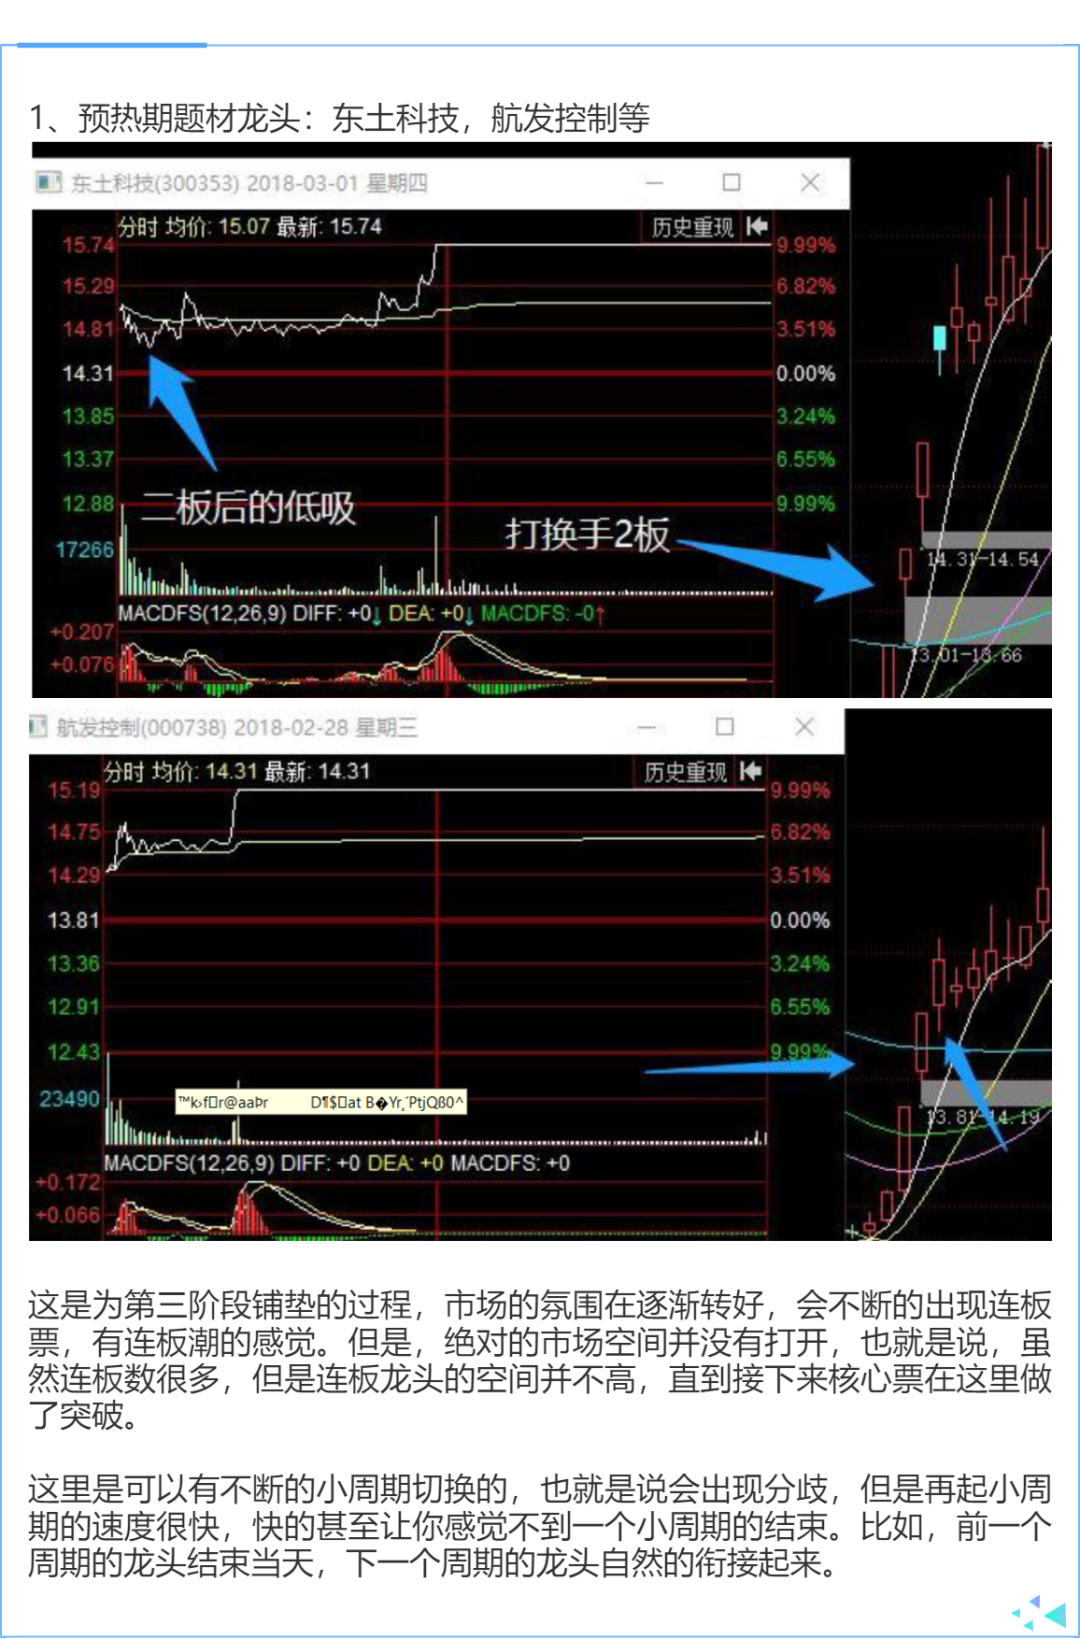 1、预热期题材龙头：东土科技，航发控制等
东土科技(300353) 2018-03-01 星期四
分时 均价: 15.07 最新: 15.74 历史重现
15.74 9.99%
15.29 6.82%
14.81 3.51%
14.31 0.00%
13.85 3.24%
13.37 6.55%
12.88 9.99%
二板后的低吸
打换手2板
17266
14.31-14.54
MACDFS(12,26,9) DIFF: +0↓ DEA: +0↓ MACDFS: -0↑
+0.207
13.01-13.66
+0.076
航发控制(000738) 2018-02-28 星期三
分时 均价: 14.31 最新: 14.31 历史重现
15.19 9.99%
14.75 6.82%
14.29 3.51%
13.81 0.00%
13.36 3.24%
12.91 6.55%
12.43 9.99%
23490
13.81-14.19
MACDFS(12,26,9) DIFF: +0 DEA: +0 MACDFS: +0
+0.172
+0.066
这是为第三阶段铺垫的过程，市场的氛围在逐渐转好，会不断的出现连板
票，有连板潮的感觉。但是，绝对的市场空间并没有打开，也就是说，虽
然连板数很多，但是连板龙头的空间并不高，直到接下来核心票在这里做
了突破。
这里是可以有不断的小周期切换的，也就是说会出现分歧，但是再起小周
期的速度很快，快的甚至让你感觉不到一个小周期的结束。比如，前一个
周期的龙头结束当天，下一个周期的龙头自然的衔接起来。